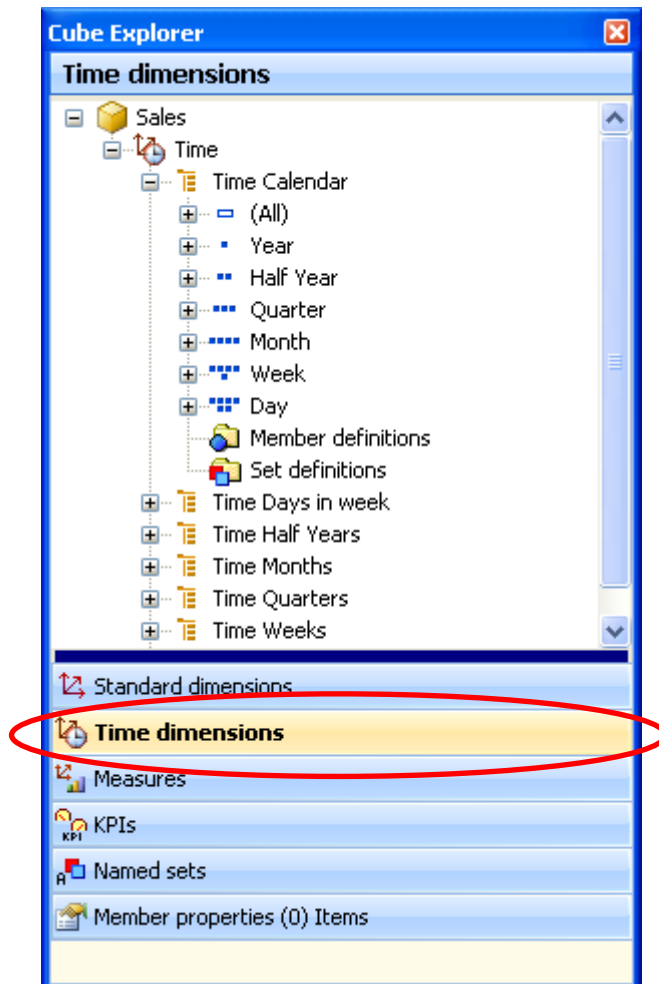 Cube Explorer
Time dimensions
Sales
Time
Time Calendar
(All)
Year
Half Year
Quarter
Month
Week
Day
Member definitions
Set definitions
Time Days in week
Time Half Years
Time Months
Time Quarters
Time Weeks
Standard dimensions
Time dimensions
Measures
KPI KPIs
A Named sets
Member properties (0) Items